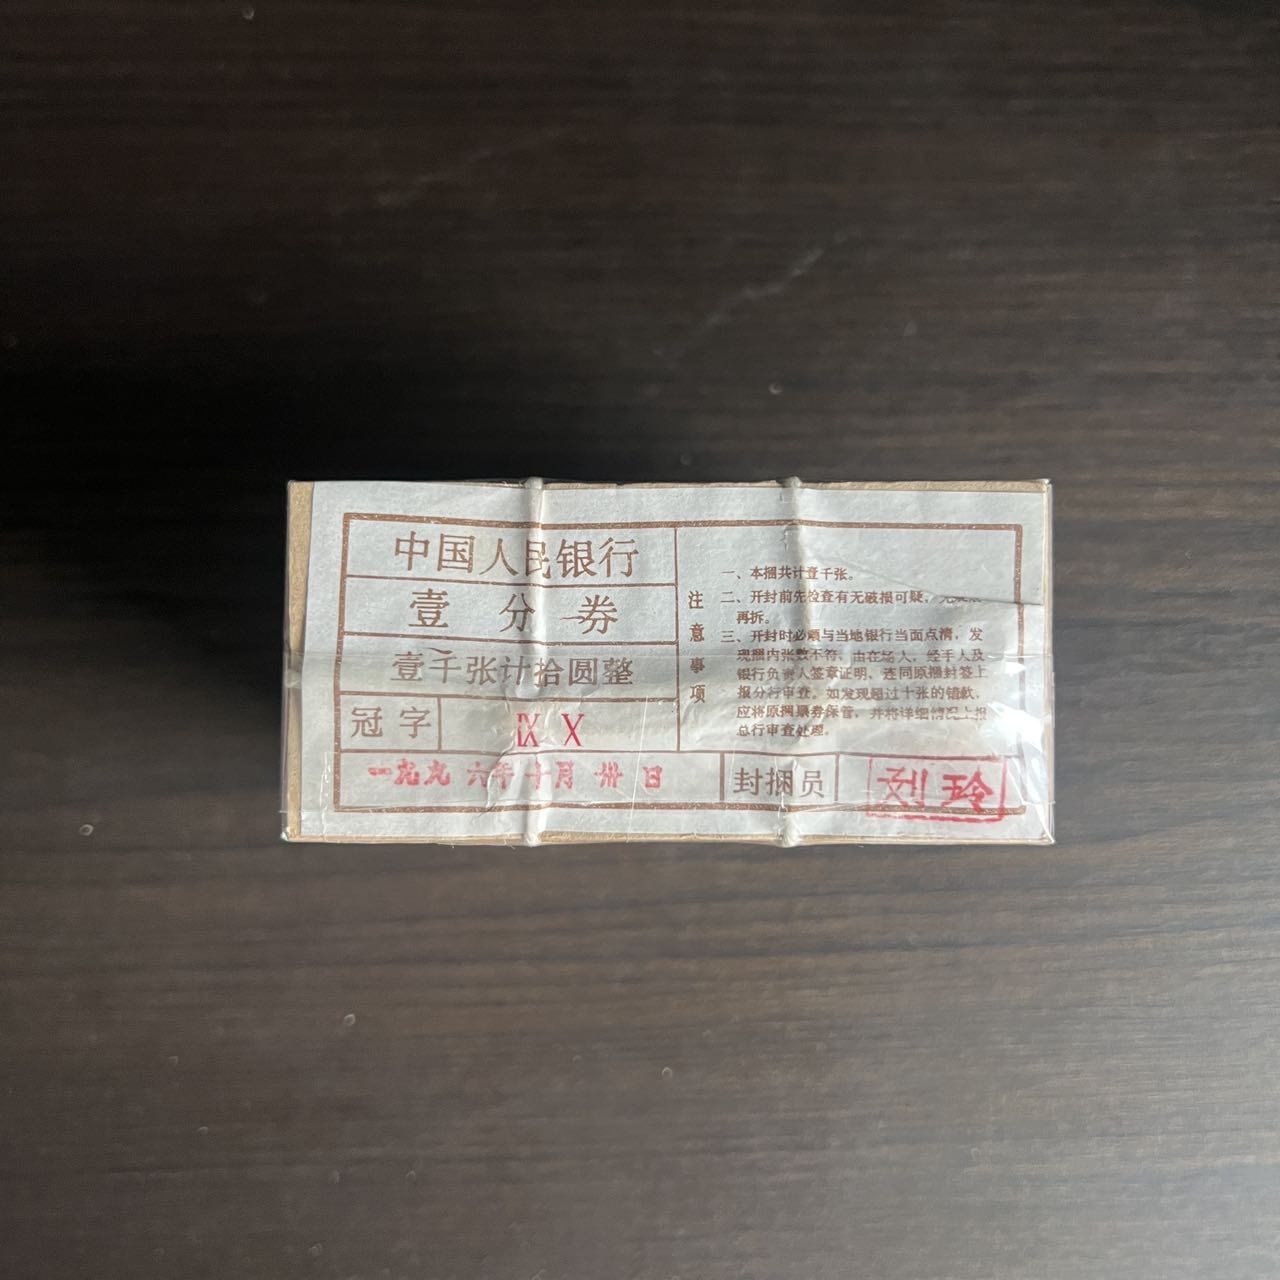 中国人民银行
壹分券
壹千张计拾圆整
冠字
ⅨⅩ
一九九六年十月卅日
封捆员
刘玉玲
注意事项
一、本捆共计壹千张。
二、开封前先检查有无破损可疑，
再拆。
三、开封时必须与当地银行当面点清，发
现捆内张数不符，由在场人，经手人及
银行负责人签章证明，连同原捆封签上
报分行审查。如发现超过十张的错款，
应将原捆票券保管，并将详细情况上报
总行审查处理。